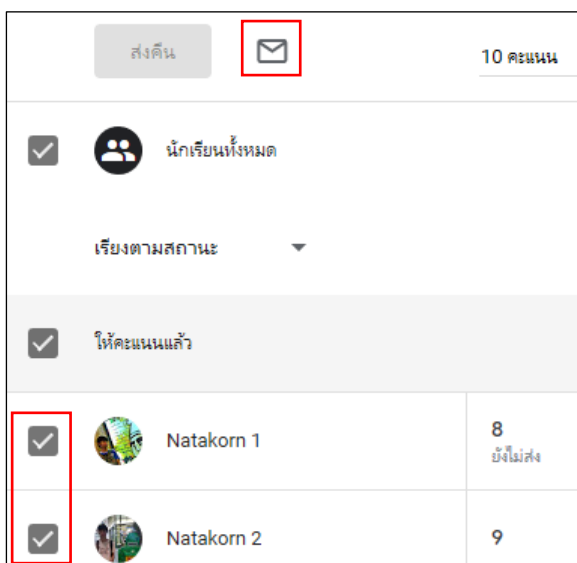 ส่งคืน
10 คะแนน
นักเรียนทั้งหมด
เรียงตามสถานะ
ให้คะแนนแล้ว
Natakorn 1
8
ยังไม่ส่ง
Natakorn 2
9